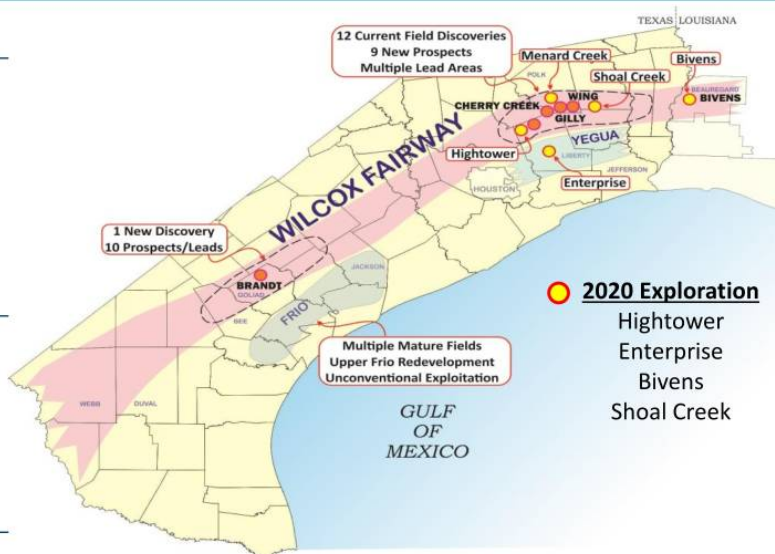 TEXAS LOUISIANA
12 Current Field Discoveries
9 New Prospects
Multiple Lead Areas
Menard Creek
Bivens
POLK
Shoal Creek
BEAUREGARD
WING
BIVENS
CHERRY CREEK
GILLY
YEGUA
Hightower
LIBERTY
JEFFERSON
HOUSTON
Enterprise
WILCOX FAIRWAY
1 New Discovery
10 Prospects/Leads
JACKSON
BRANDT
GOLIAD
BEE
FRIO
2020 Exploration
Hightower
Enterprise
Bivens
Shoal Creek
Multiple Mature Fields
Upper Frio Redevelopment
Unconventional Exploitation
WEBB
DUVAL
GULF
OF
MEXICO